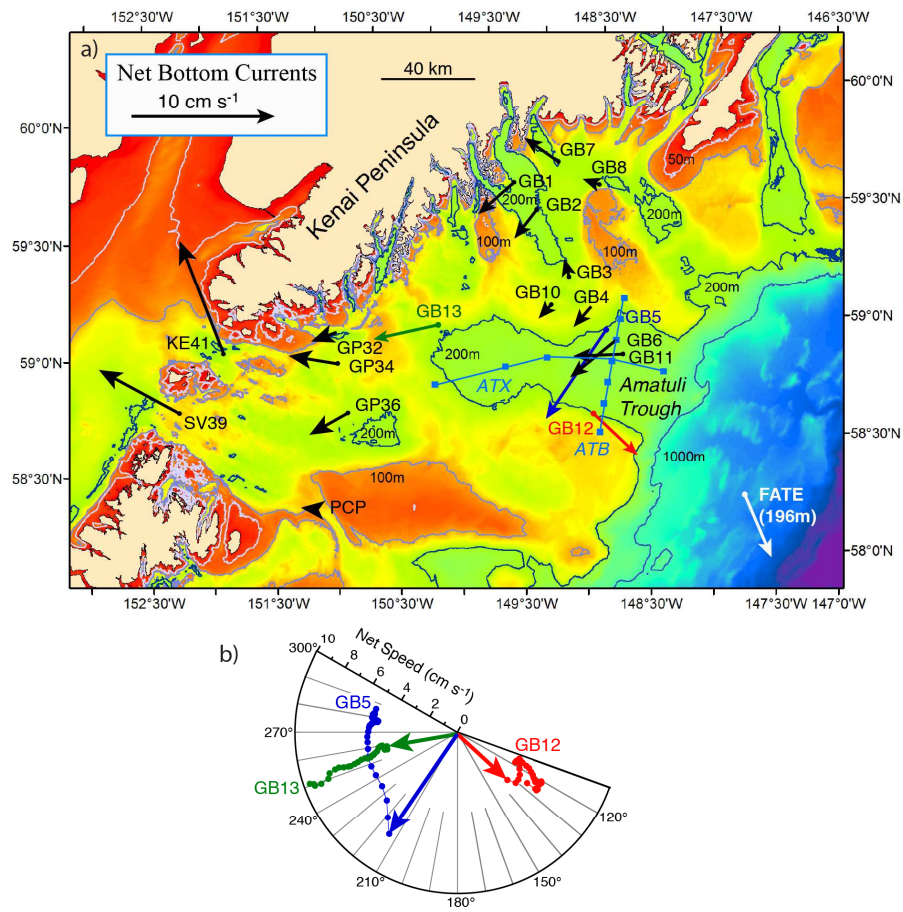 152°30'W 151°30'W 150°30'W 149°30'W 148°30'W 147°30'W 146°30'W
a)
Net Bottom Currents
10 cm s⁻¹
40 km
60°0'N
60°0'N
Kenai Peninsula
GB7
50m
GB8
GB1
200m
GB2
200m
59°30'N
59°30'N
100m
100m
GB3
200m
GB10
GB4
GB13
GB5
59°0'N
KE41
GP32
GB6
59°0'N
GP34
200m
GB11
ATX
Amatuli
Trough
SV39
GP36
200m
GB12
ATB
58°30'N
58°30'N
1000m
100m
FATE
(196m)
PCP
58°0'N
58°0'N
152°30'W 151°30'W 150°30'W 149°30'W 148°30'W 147°30'W 147°0'W
b)
Net Speed (cm s⁻¹)
300° 10 8 6 4 2 0
GB5
270°
GB12
GB13
240°
120°
210°
150°
180°